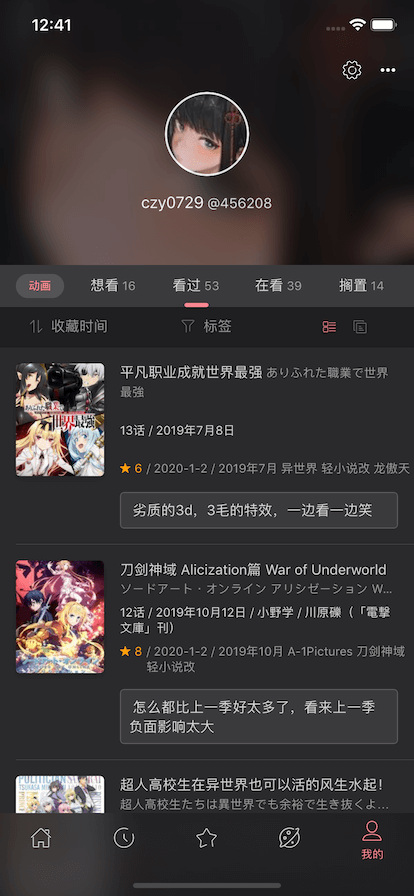 12:41
czy0729 @456208
动画 想看 16 看过 53 在看 39 搁置 14
收藏时间 标签
平凡职业成就世界最强 ありふれた職業で世界
最強
13话 / 2019年7月8日
6 / 2020-1-2 / 2019年7月 异世界 轻小说改 龙傲天
劣质的3d，3毛的特效，一边看一边笑
刀剑神域 Alicization篇 War of Underworld
ソードアート・オンライン アリシゼーション W...
12话 / 2019年10月12日 / 小野学 / 川原礫（「電撃
文庫」刊）
8 / 2020-1-2 / 2019年10月 A-1Pictures 刀剑神域
轻小说改
怎么都比上一季好太多了，看来上一季
负面影响太大
超人高校生在异世界也可以活的风生水起！
超人高校生たちは異世界でも余裕で生き抜くよ...
我的